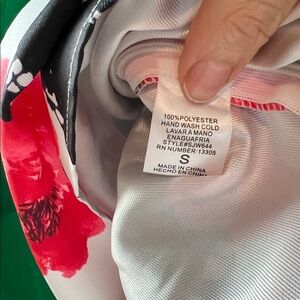 100%POLYESTER
HAND WASH COLD
LAVAR A MANO
ENAGUAFRIA
STYLE#SJW644
RN NUMBER 13305
S
MADE IN CHINA
HECHO EN CHINA